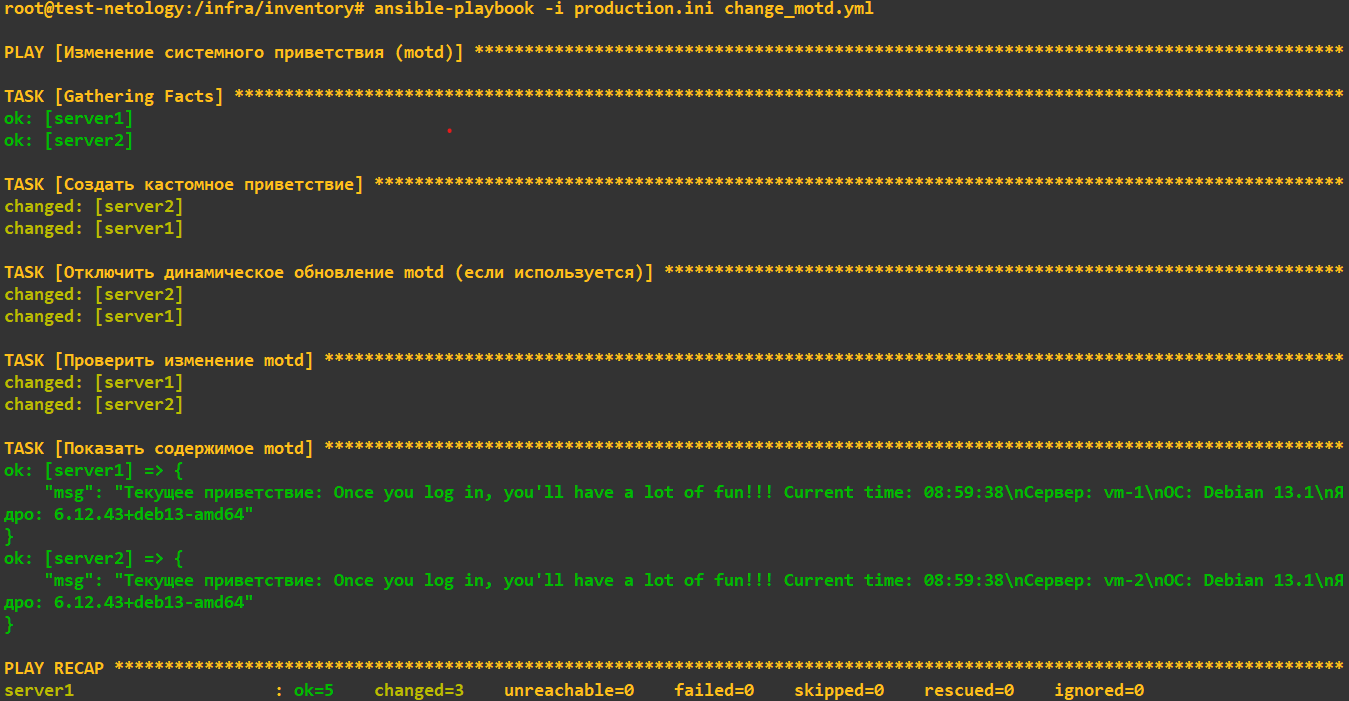 root@test-netology:/infra/inventory# ansible-playbook -i production.ini change_motd.yml
PLAY [Изменение системного приветствия (motd)] ***************************************************************************************
TASK [Gathering Facts] ***************************************************************************************************************
ok: [server1]
ok: [server2]
TASK [Создать кастомное приветствие] *************************************************************************************************
changed: [server2]
changed: [server1]
TASK [Отключить динамическое обновление motd (если используется)] ********************************************************************
changed: [server2]
changed: [server1]
TASK [Проверить изменение motd] ******************************************************************************************************
changed: [server1]
changed: [server2]
TASK [Показать содержимое motd] ******************************************************************************************************
ok: [server1] => {
    "msg": "Текущее приветствие: Once you log in, you'll have a lot of fun!!! Current time: 08:59:38\nСервер: vm-1\nОС: Debian 13.1\nЯ
дро: 6.12.43+deb13-amd64"
}
ok: [server2] => {
    "msg": "Текущее приветствие: Once you log in, you'll have a lot of fun!!! Current time: 08:59:38\nСервер: vm-2\nОС: Debian 13.1\nЯ
дро: 6.12.43+deb13-amd64"
}
PLAY RECAP ***************************************************************************************************************************
server1                    : ok=5    changed=3    unreachable=0    failed=0    skipped=0    rescued=0    ignored=0